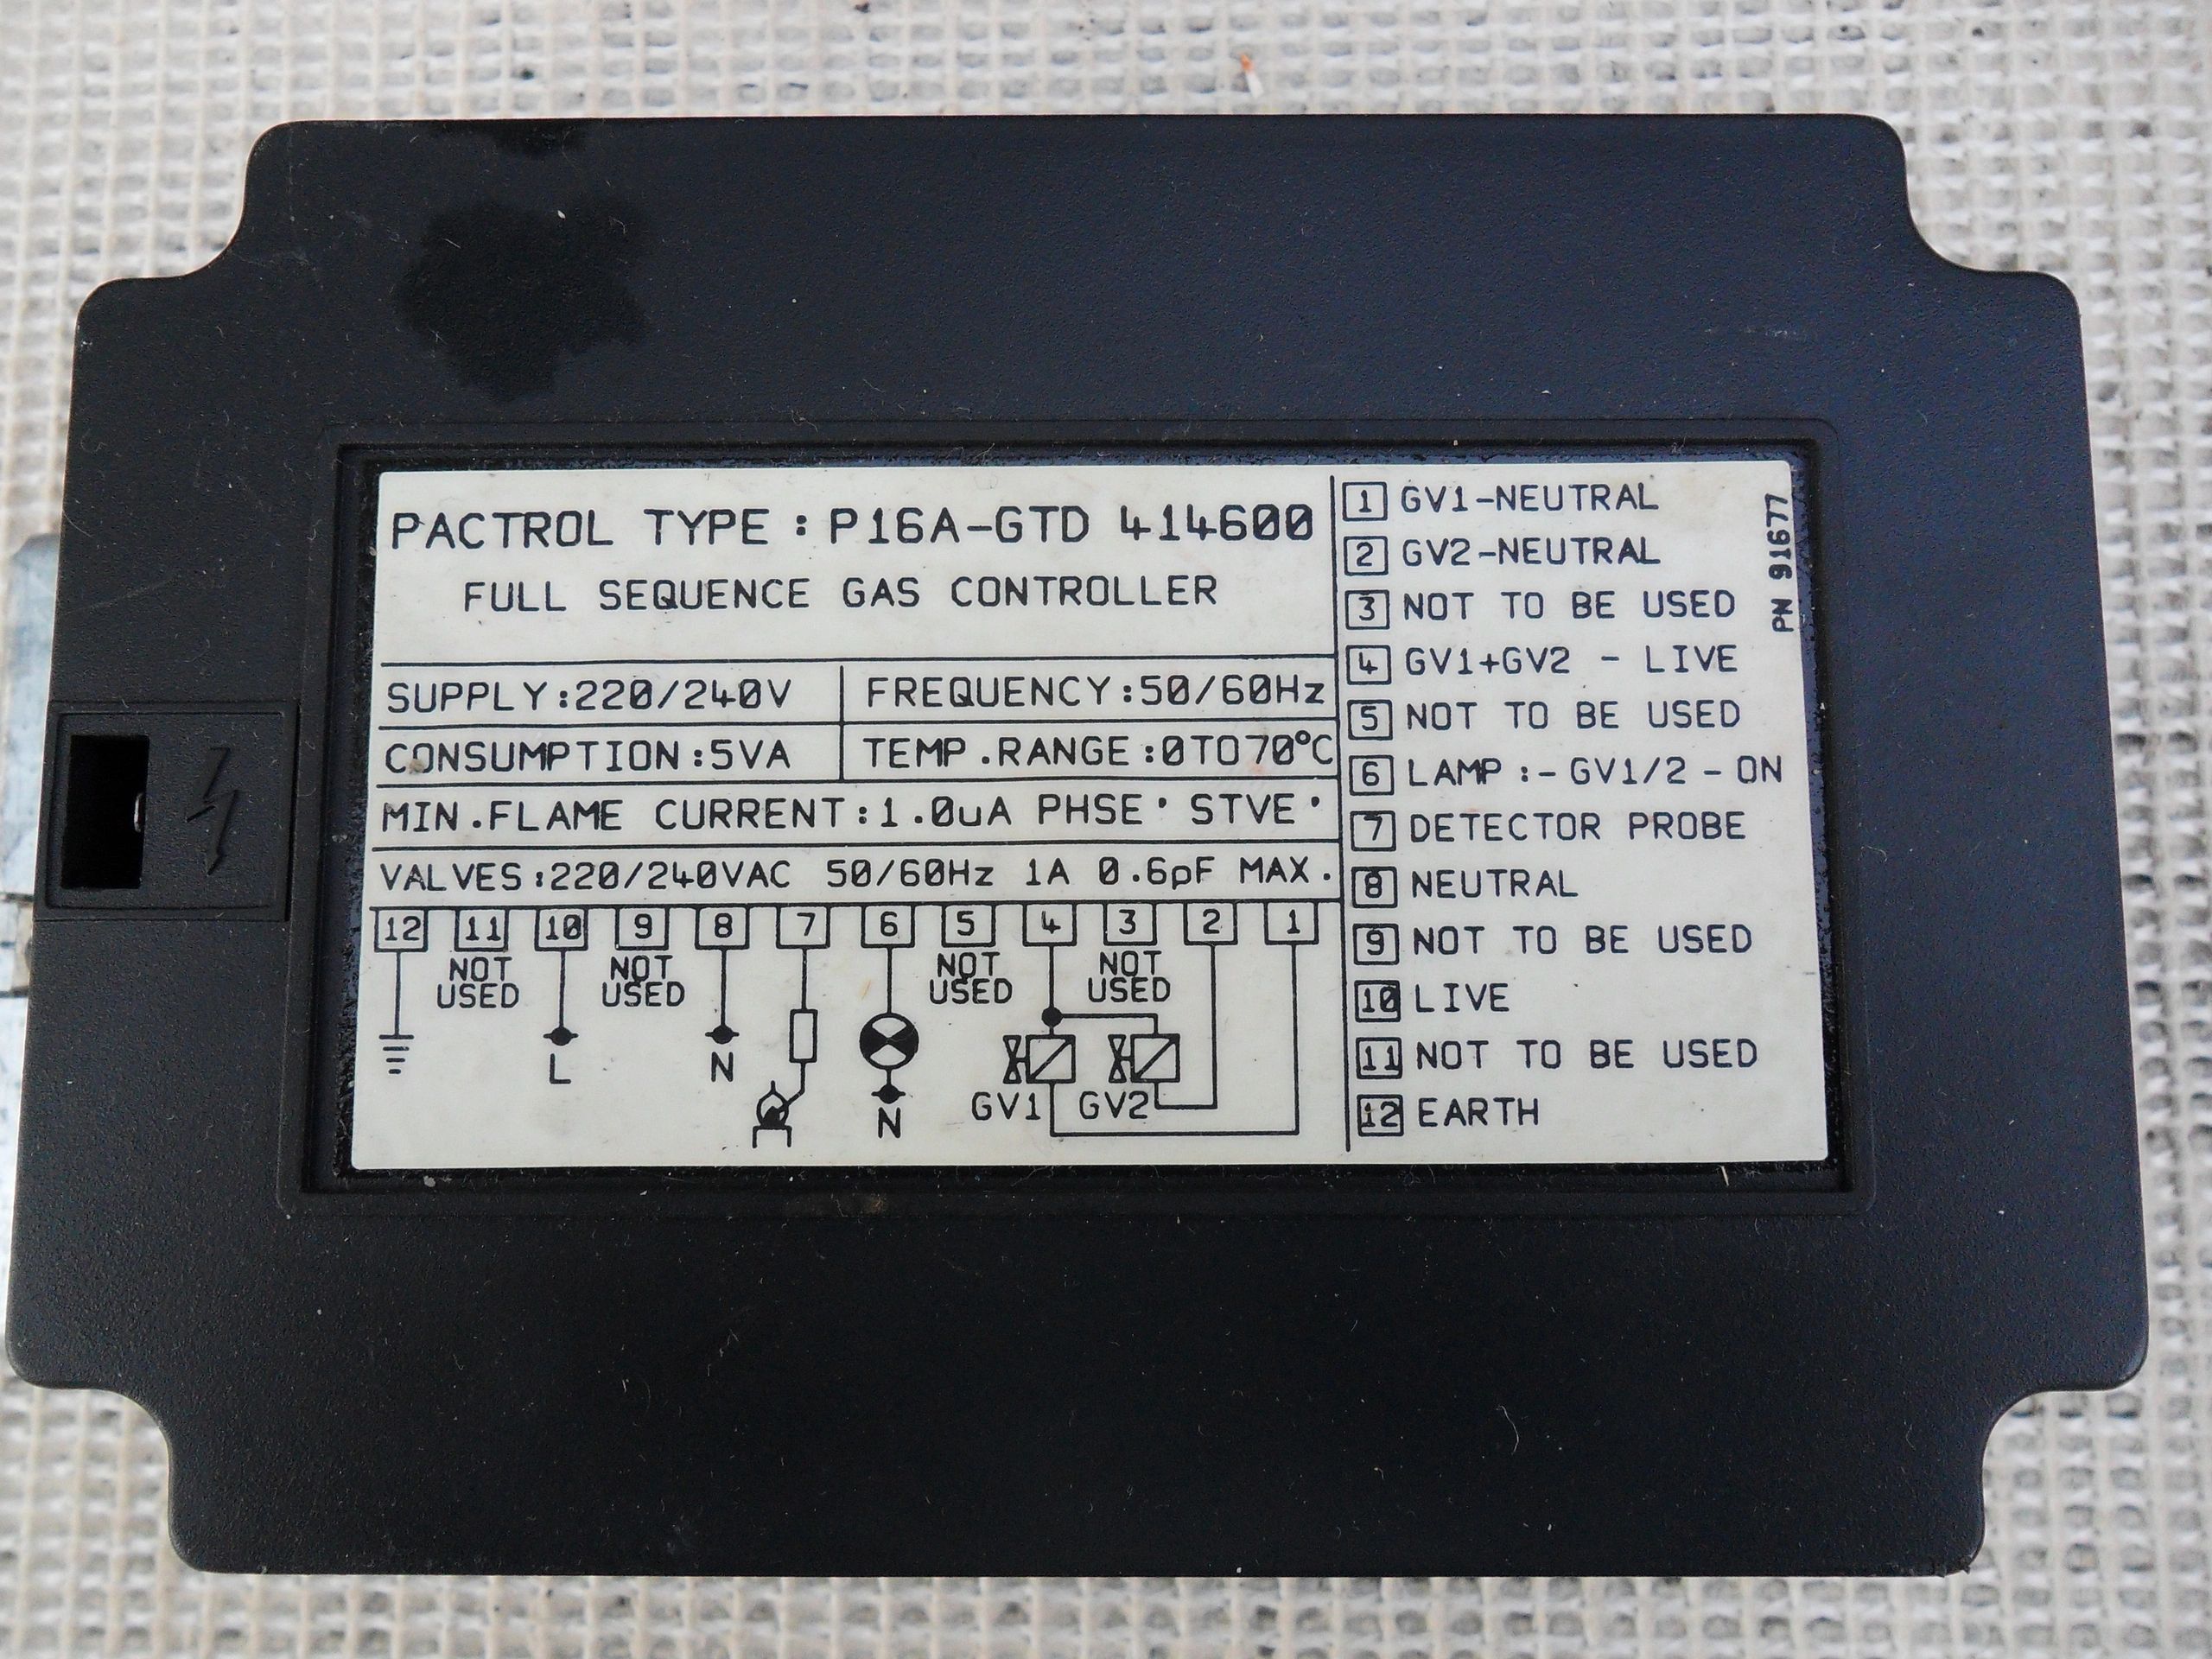 PACTROL TYPE : P16A-GTD 414600
FULL SEQUENCE GAS CONTROLLER
SUPPLY:220/240V FREQUENCY:50/60Hz
CONSUMPTION:5VA TEMP.RANGE:0TO70°C
MIN.FLAME CURRENT:1.0uA PHSE' STVE'
VALVES:220/240VAC 50/60Hz 1A 0.6pF MAX.
12 11 10 9 8 7 6 5 4 3 2 1
NOT USED
NOT USED
NOT USED
NOT USED
L
N
N
GV1 GV2
1 GV1-NEUTRAL
2 GV2-NEUTRAL
3 NOT TO BE USED
4 GV1+GV2 - LIVE
5 NOT TO BE USED
6 LAMP:- GV1/2 - ON
7 DETECTOR PROBE
8 NEUTRAL
9 NOT TO BE USED
10 LIVE
11 NOT TO BE USED
12 EARTH
PN 91677